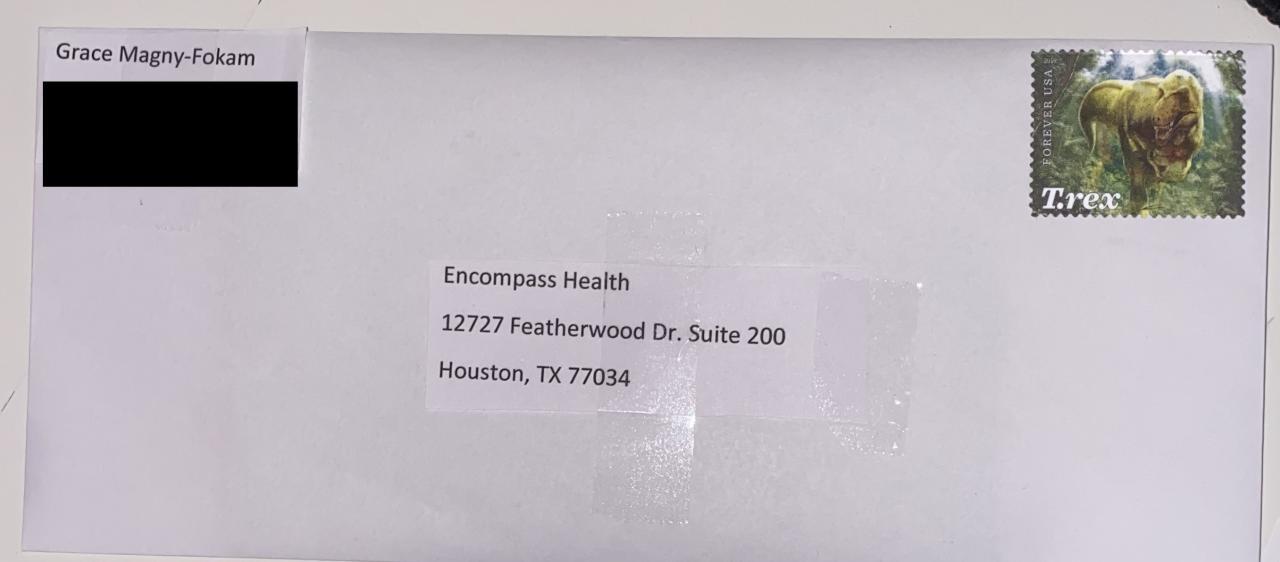 Grace Magny-Fokam
FOREVER USA
T.rex
Encompass Health
12727 Featherwood Dr. Suite 200
Houston, TX 77034